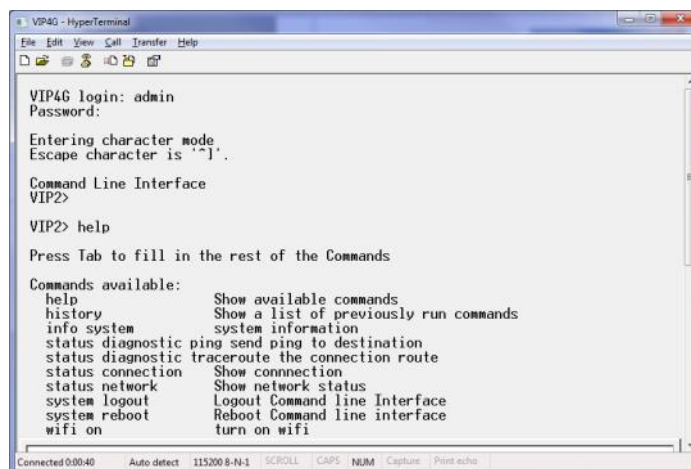 VIP4G - HyperTerminal
File Edit View Call Transfer Help
VIP4G login: admin
Password:
Entering character mode
Escape character is '^]'.
Command Line Interface
VIP2>
VIP2> help
Press Tab to fill in the rest of the Commands
Commands available:
help Show available commands
history Show a list of previously run commands
info system system information
status diagnostic ping send ping to destination
status diagnostic traceroute the connection route
status connection Show connnection
status network Show network status
system logout Logout Command line Interface
system reboot Reboot Command line interface
wifi on turn on wifi
Connected 0:00:40 Auto detect 115200 8-N-1 SCROLL CAPS NUM Capture Print echo